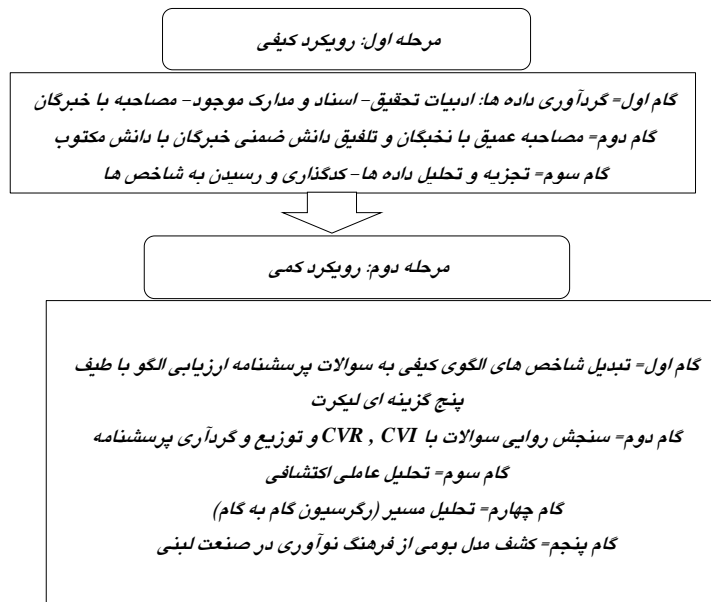 مرحله اول: رویکرد کیفی
گام اول= گردآوری داده ها: ادبیات تحقیق- اسناد و مدارک موجود- مصاحبه با خبرگان
گام دوم= مصاحبه عمیق با نخبگان و تلفیق دانش ضمنی خبرگان با دانش مکتوب
گام سوم= تجزیه و تحلیل داده ها- کدگذاری و رسیدن به شاخص ها
مرحله دوم: رویکرد کمی
گام اول= تبدیل شاخص های الگوی کیفی به سوالات پرسشنامه ارزیابی الگو با طیف
پنج گزینه ای لیکرت
گام دوم= سنجش روایی سوالات با CVR , CVI و توزیع و گردآری پرسشنامه
گام سوم= تحلیل عاملی اکتشافی
گام چهارم= تحلیل مسیر (رگرسیون گام به گام)
گام پنجم= کشف مدل بومی از فرهنگ نوآوری در صنعت لبنی